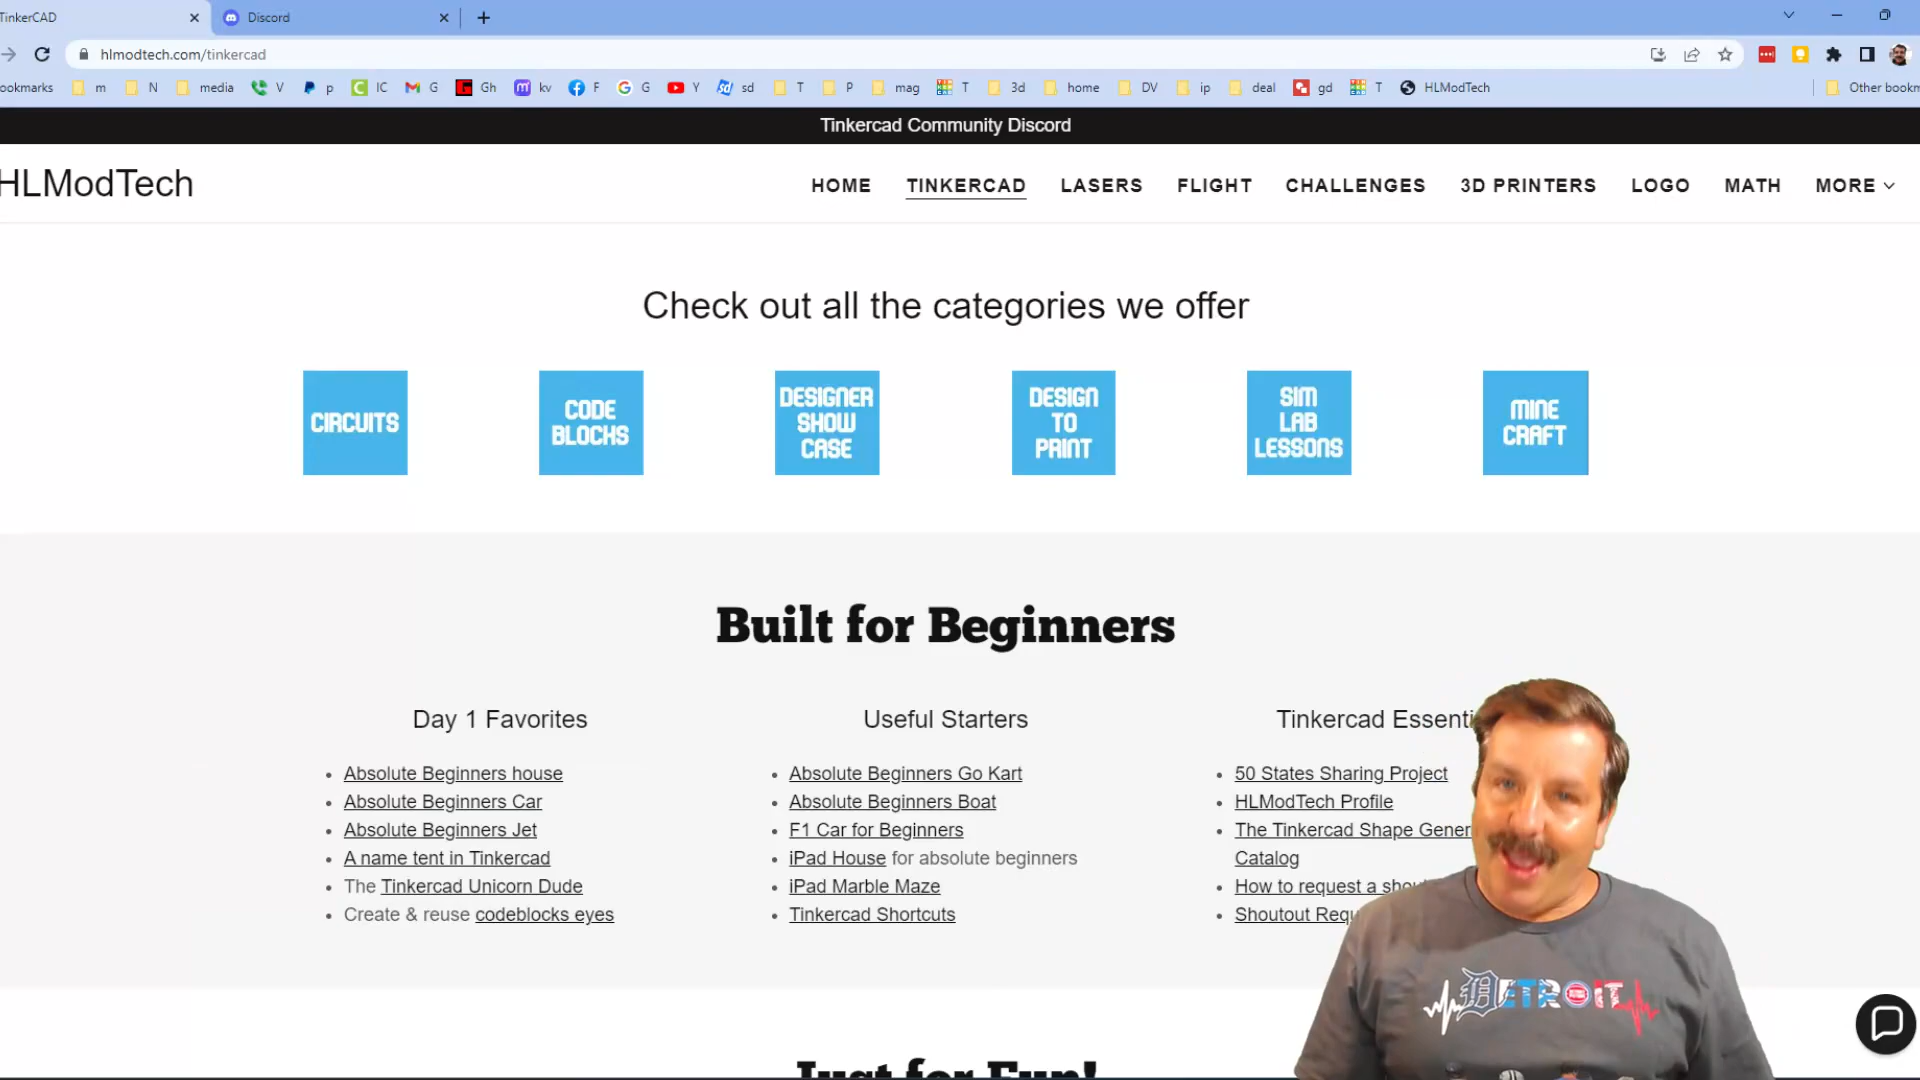 TinkerCAD
Discord
hlmodtech.com/tinkercad
ookmarks m N media V p IC G Gh kv F G Y sd T P mag T 3d home DV ip deal gd T HLModTech Other bookm
Tinkercad Community Discord
HLModTech
HOME TINKERCAD LASERS FLIGHT CHALLENGES 3D PRINTERS LOGO MATH MORE
Check out all the categories we offer
CIRCUITS
CODE
BLOCKS
DESIGNER
SHOW
CASE
DESIGN
TO
PRINT
SIM
LAB
LESSONS
MINE
CRAFT
Built for Beginners
Day 1 Favorites
Absolute Beginners house
Absolute Beginners Car
Absolute Beginners Jet
A name tent in Tinkercad
The Tinkercad Unicorn Dude
Create & reuse codeblocks eyes
Useful Starters
Absolute Beginners Go Kart
Absolute Beginners Boat
F1 Car for Beginners
iPad House for absolute beginners
iPad Marble Maze
Tinkercad Shortcuts
Tinkercad Essenti
50 States Sharing Project
HLModTech Profile
The Tinkercad Shape Gener
Catalog
How to request a shou
Shoutout Requ
DETROIT
Just for Fun!